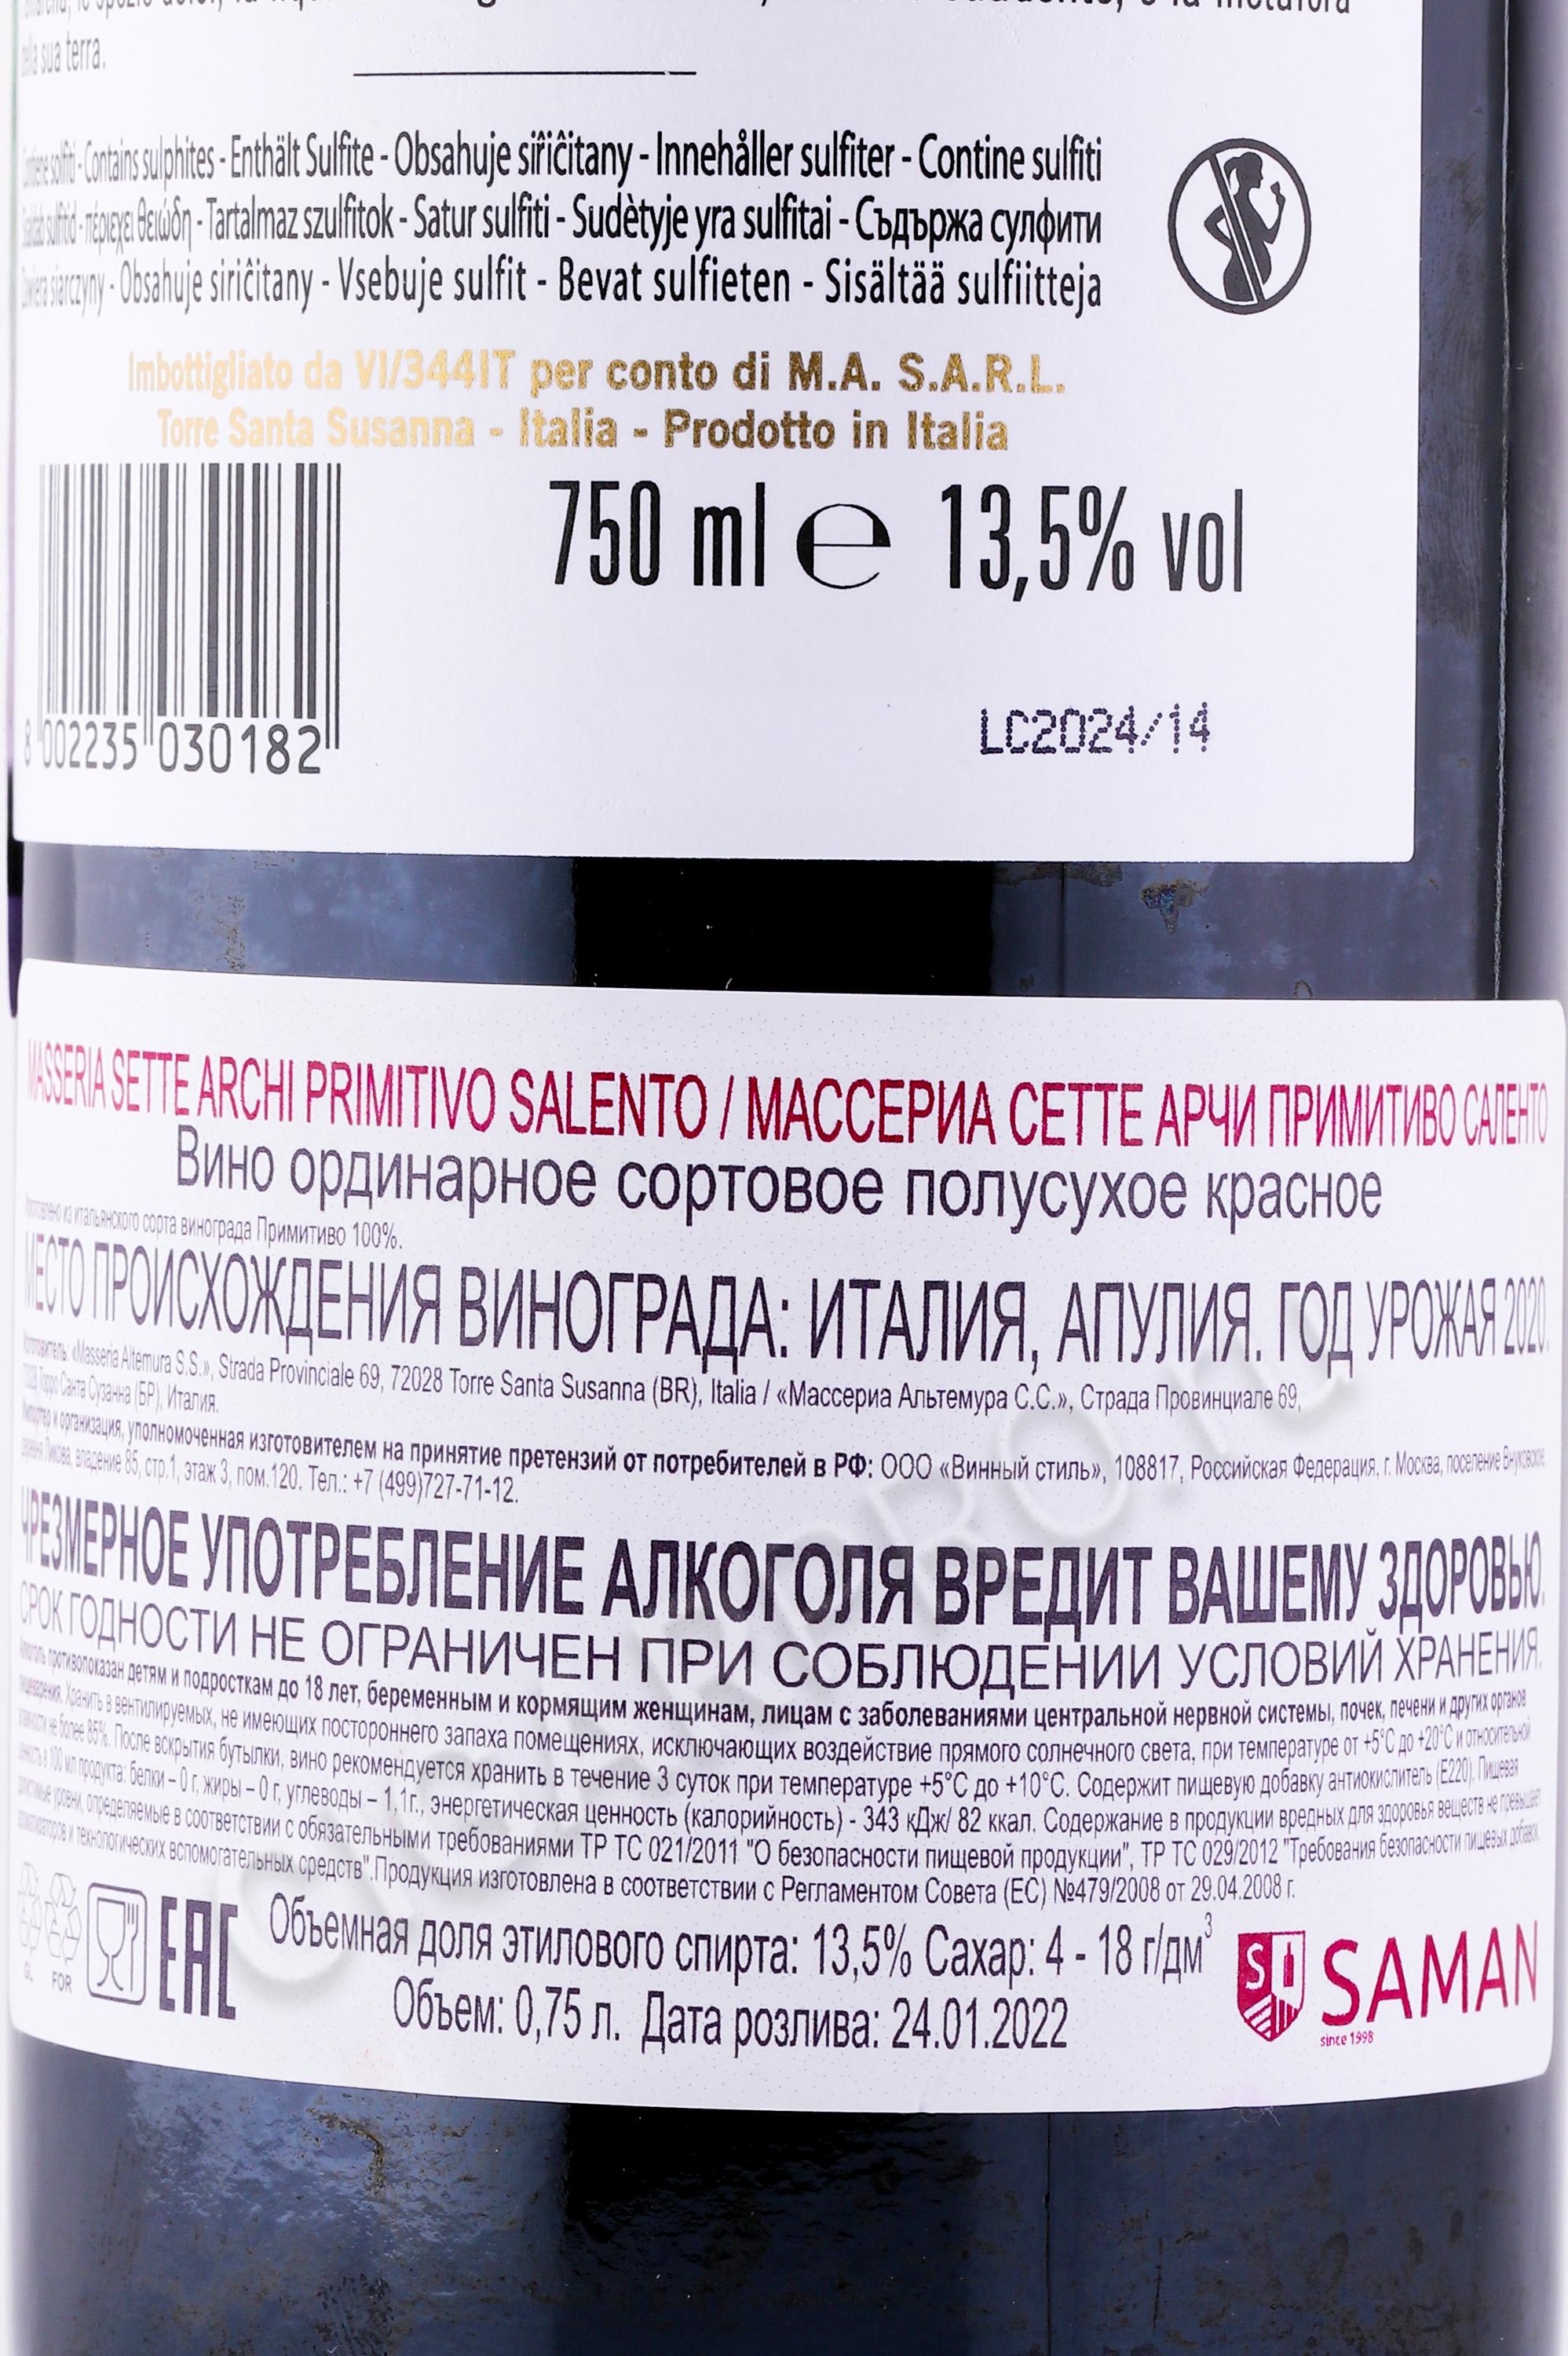 della sua terra.
Contiene solfiti - Contains sulphites - Enthält Sulfite - Obsahuje siřičitany - Innehåller sulfiter - Contine sulfiti
sulfitid - πέριεχει θειώδη - Tartalmaz szulfitok - Satur sulfiti - Sudètyje yra sulfitai - Съдържа сулфити
Zawiera siarczyny - Obsahuje siričitany - Vsebuje sulfit - Bevat sulfieten - Sisältää sulfiitteja
Imbottigliato da VI/344IT per conto di M.A. S.A.R.L.
Torre Santa Susanna - Italia - Prodotto in Italia
750 ml e 13,5% vol
LC2024/14
8 002235 030182
MASSERIA SETTE ARCHI PRIMITIVO SALENTO / МАССЕРИА СЕТТЕ АРЧИ ПРИМИТИВО САЛЕНТО
Вино ординарное сортовое полусухое красное
Изготовлено из итальянского сорта винограда Примитиво 100%.
МЕСТО ПРОИСХОЖДЕНИЯ ВИНОГРАДА: ИТАЛИЯ, АПУЛИЯ. ГОД УРОЖАЯ 2020.
Изготовитель «Masseria Altemura S.S.», Strada Provinciale 69, 72028 Torre Santa Susanna (BR), Italia / «Массериа Альтемура С.С.», Страда Провинциале 69,
72028 Торре Санта Сузанна (БР), Италия.
Импортер и организация, уполномоченная изготовителем на принятие претензий от потребителей в РФ: ООО «Винный стиль», 108817, Российская Федерация, г. Москва, поселение Внуковское
деревня Ликова, владение 85, стр.1, этаж 3, пом.120. Тел.: +7 (499)727-71-12.
ЧРЕЗМЕРНОЕ УПОТРЕБЛЕНИЕ АЛКОГОЛЯ ВРЕДИТ ВАШЕМУ ЗДОРОВЬЮ.
СРОК ГОДНОСТИ НЕ ОГРАНИЧЕН ПРИ СОБЛЮДЕНИИ УСЛОВИЙ ХРАНЕНИЯ.
Алкоголь противопоказан детям и подросткам до 18 лет, беременным и кормящим женщинам, лицам с заболеваниями центральной нервной системы, почек, печени и других органов
пищеварения. Хранить в вентилируемых, не имеющих постороннего запаха помещениях, исключающих воздействие прямого солнечного света, при температуре от +5°С до +20°С и относительной
влажности не более 85%. После вскрытия бутылки, вино рекомендуется хранить в течение 3 суток при температуре +5°С до +10°С. Содержит пищевую добавку антиокислитель (Е220). Пищевая
ценность в 100 мл продукта: белки – 0 г, жиры – 0 г, углеводы – 1,1г., энергетическая ценность (калорийность) - 343 кДж/ 82 ккал. Содержание в продукции вредных для здоровья веществ не превышает
допустимые уровни, определяемые в соответствии с обязательными требованиями ТР ТС 021/2011 "О безопасности пищевой продукции", ТР ТС 029/2012 "Требования безопасности пищевых добавок,
ароматизаторов и технологических вспомогательных средств".Продукция изготовлена в соответствии с Регламентом Совета (ЕС) №479/2008 от 29.04.2008 г.
GL FOR
EAC
Объемная доля этилового спирта: 13,5% Сахар: 4 - 18 г/дм³
Объем: 0,75 л. Дата розлива: 24.01.2022
SAMAN
since 1998